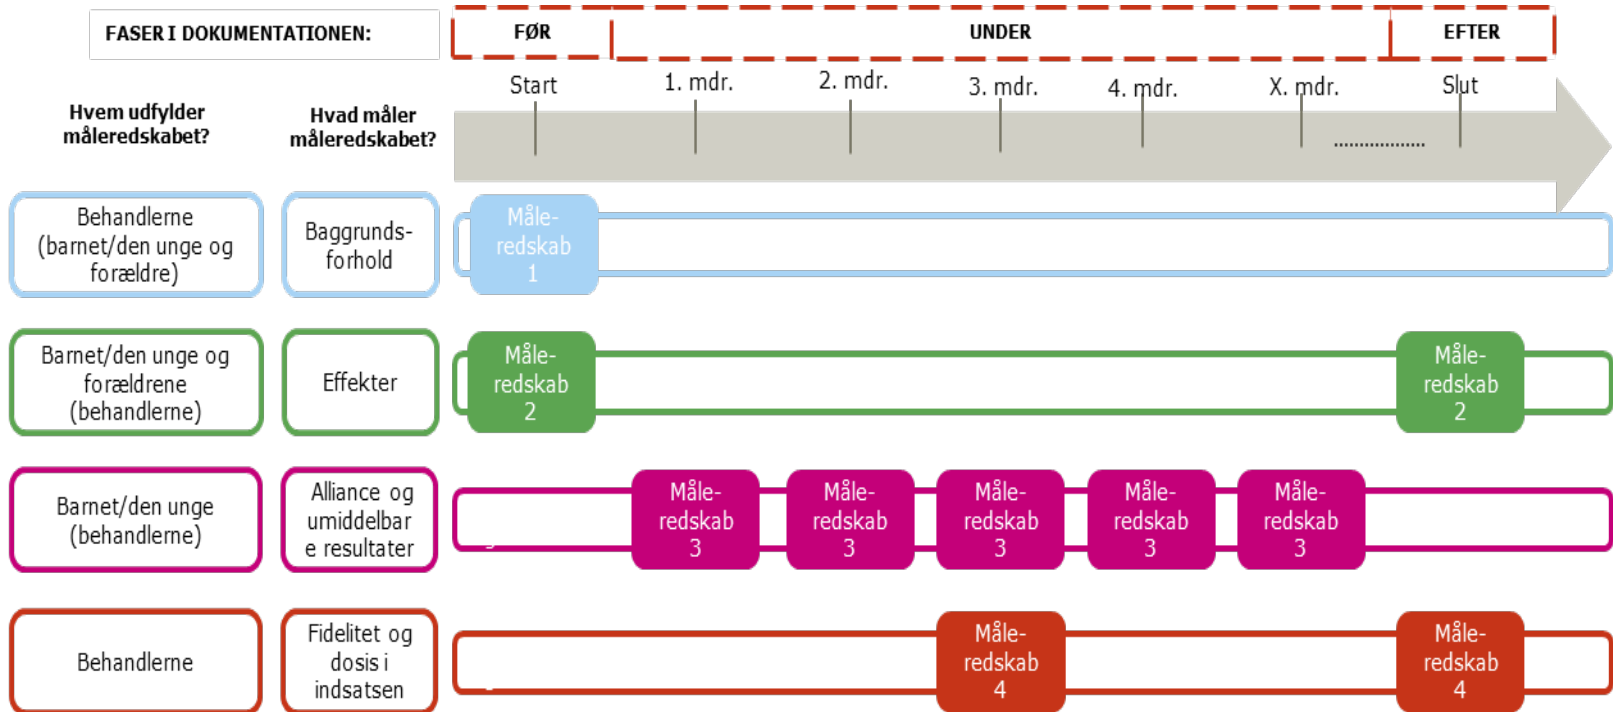 FASER I DOKUMENTATIONEN:
FØR
UNDER
EFTER
Start
1. mdr.
2. mdr.
3. mdr.
4. mdr.
X. mdr.
Slut
Hvem udfylder
måleredskabet?
Hvad måler
måleredskabet?
Behandlerne
(barnet/den unge og
forældre)
Baggrunds-
forhold
Måle-
redskab
1
Barnet/den unge og
forældrene
(behandlerne)
Effekter
Måle-
redskab
2
Måle-
redskab
2
Barnet/den unge
(behandlerne)
Alliance og
umiddelbar
e resultater
Måle-
redskab
3
Måle-
redskab
3
Måle-
redskab
3
Måle-
redskab
3
Måle-
redskab
3
Behandlerne
Fidelitet og
dosis i
indsatsen
Måle-
redskab
4
Måle-
redskab
4